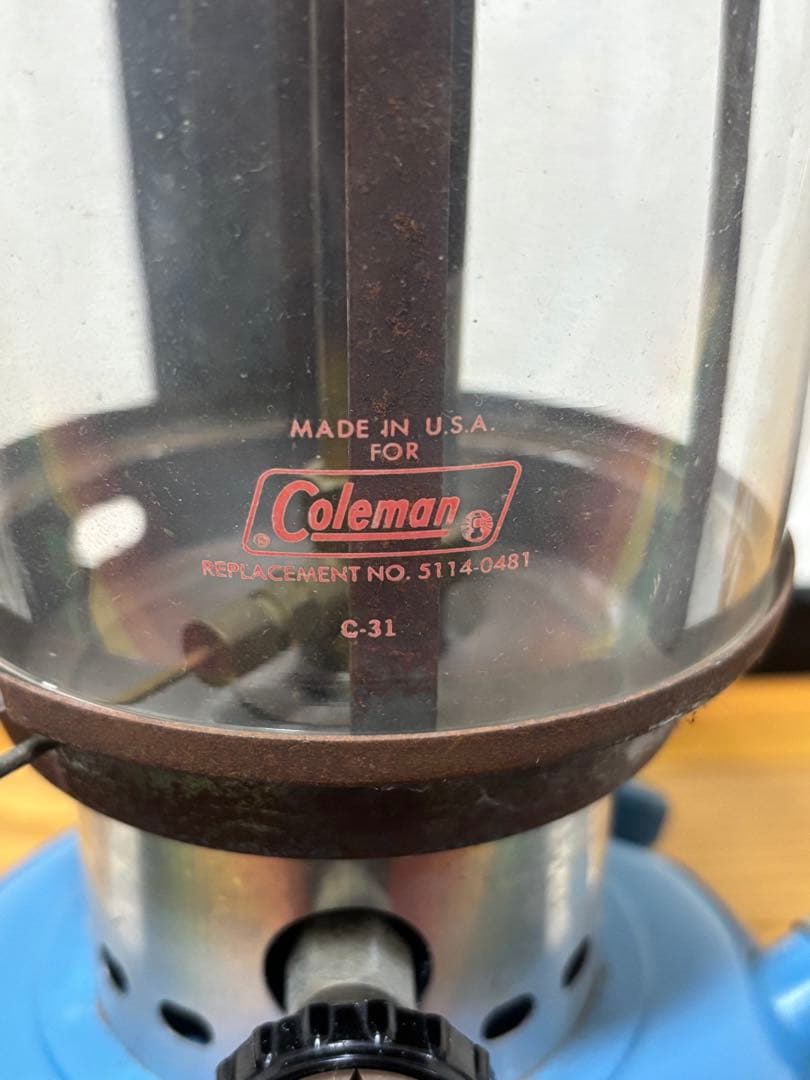 MADE IN U.S.A.
FOR
Coleman
REPLACEMENT NO. 5114-0481
C-31